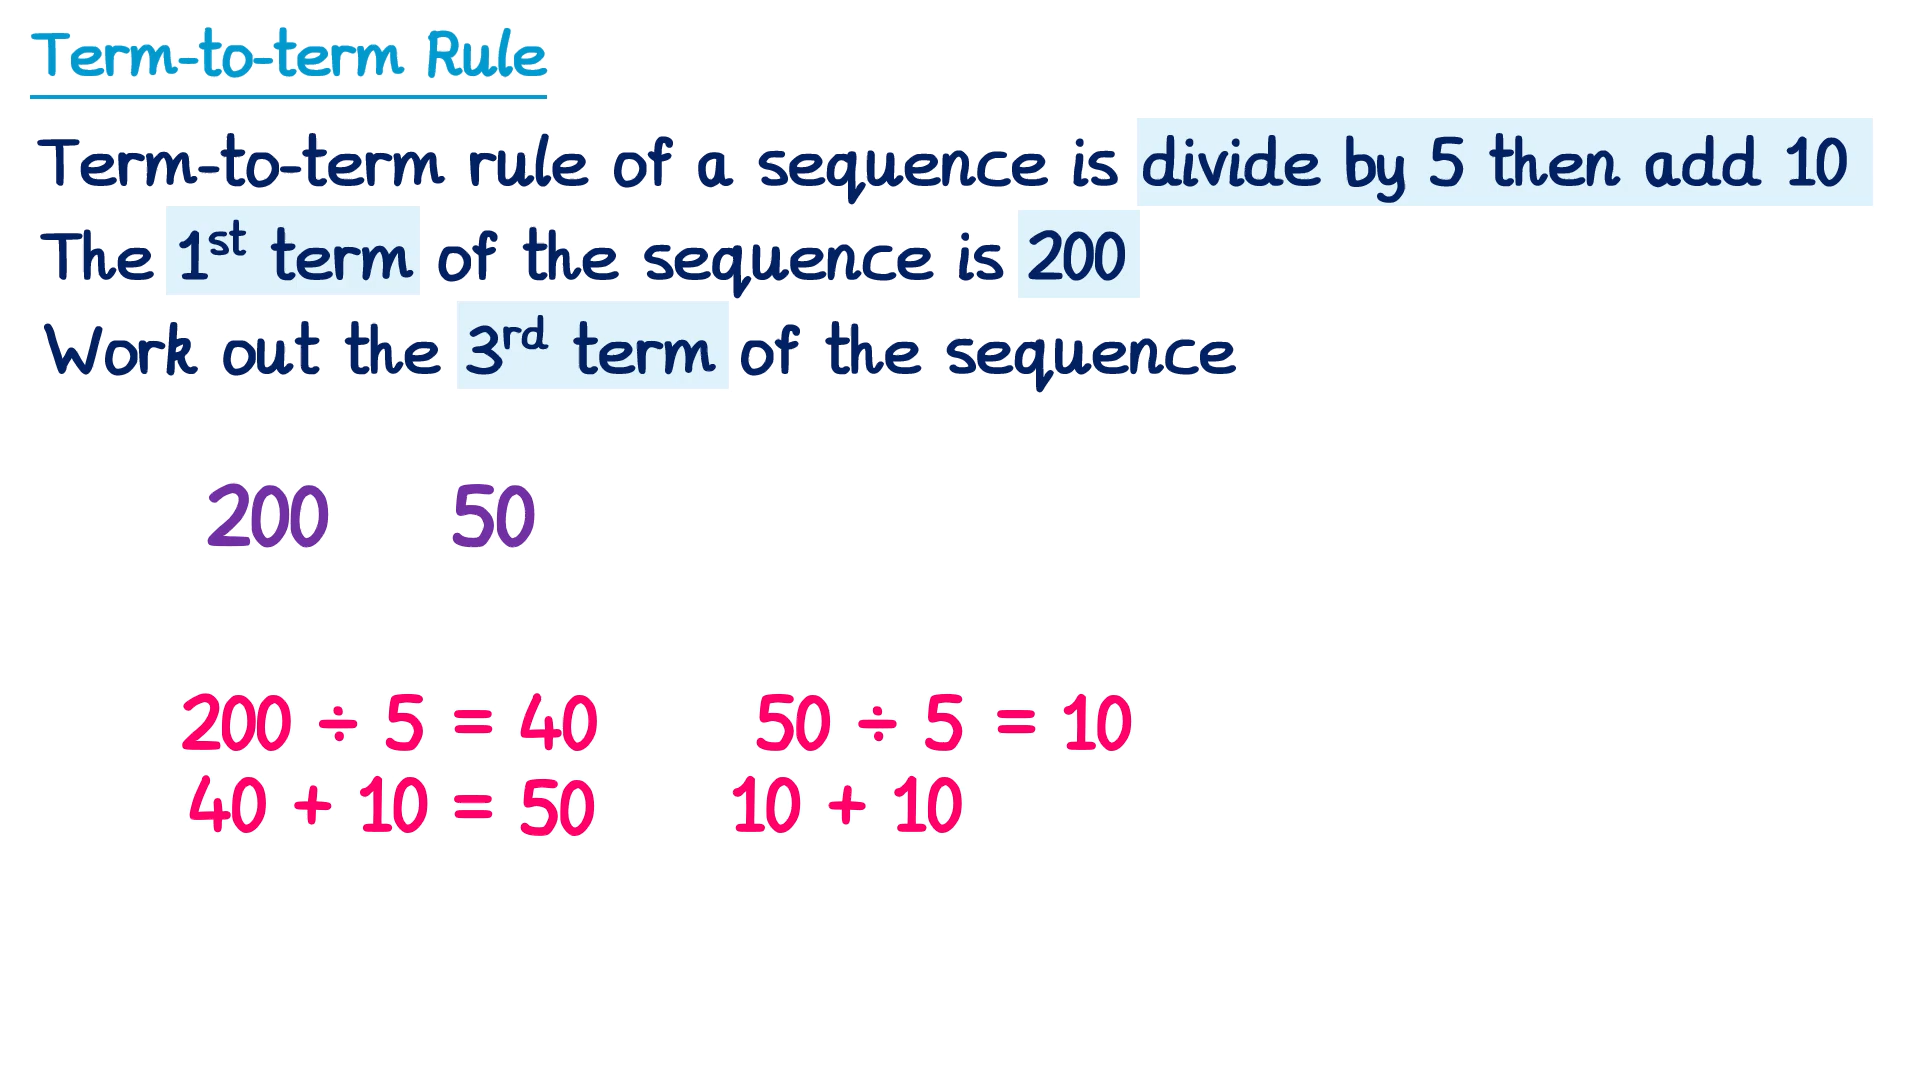 Term-to-term Rule
Term-to-term rule of a sequence is divide by 5 then add 10
The 1st term of the sequence is 200
Work out the 3rd term of the sequence
200 50
200 ÷ 5 = 40 50 ÷ 5 = 10
40 + 10 = 50 10 + 10